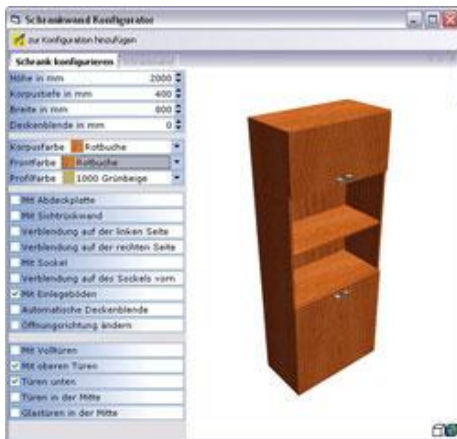 Schrankwand Konfigurator
zur Konfiguration hinzufügen
Schrank konfigurieren
Höhe in mm 2000
Korpustiefe in mm 400
Breite in mm 800
Deckenblende in mm 0
Korpusfarbe Rotbuche
Frontfarbe Rotbuche
Profilfarbe 1000 Grünbeige
Mit Abdeckplatte
Mit Sichtrückwand
Verblendung auf der linken Seite
Verblendung auf der rechten Seite
Mit Sockel
Verblendung auf des Sockels vorn
Mit Einlegeböden
Automatische Deckenblende
Öffnungsrichtung ändern
Mit Volltüren
Mit oberen Türen
Türen unten
Türen in der Mitte
Glastüren in der Mitte